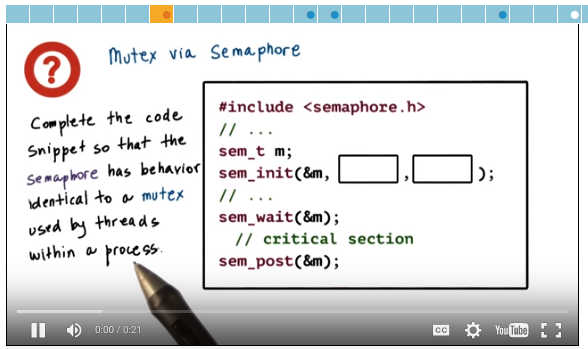 ?
Mutex via Semaphore
Complete the code
snippet so that the
semaphore has behavior
identical to a mutex
used by threads
within a process.
#include <semaphore.h>
// ...
sem_t m;
sem_init(&m, , );
// ...
sem_wait(&m);
// critical section
sem_post(&m);
0:00 / 0:21
CC
YouTube